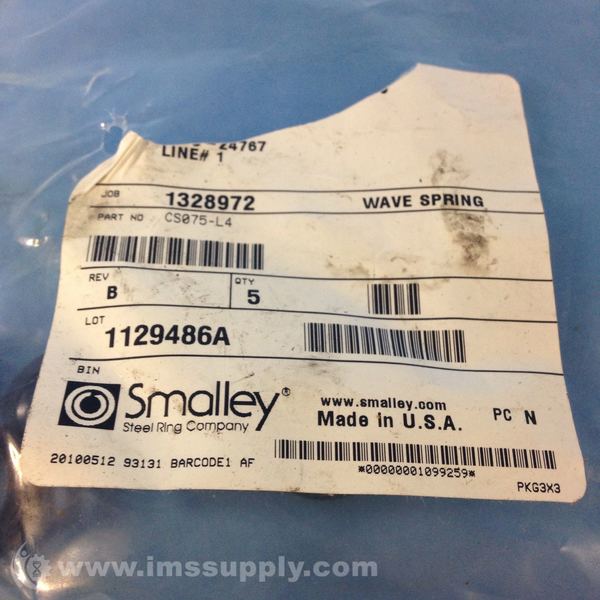 24767
LINE# 1
JOB 1328972 WAVE SPRING
PART NO CS075-L4
REV B QTY 5
LOT 1129486A
BIN
Smalley®
Steel Ring Company
www.smalley.com
Made in U.S.A. PC N
20100512 93131 BARCODE1 AF
*00000001099259*
PKG3X3
www.imssupply.com